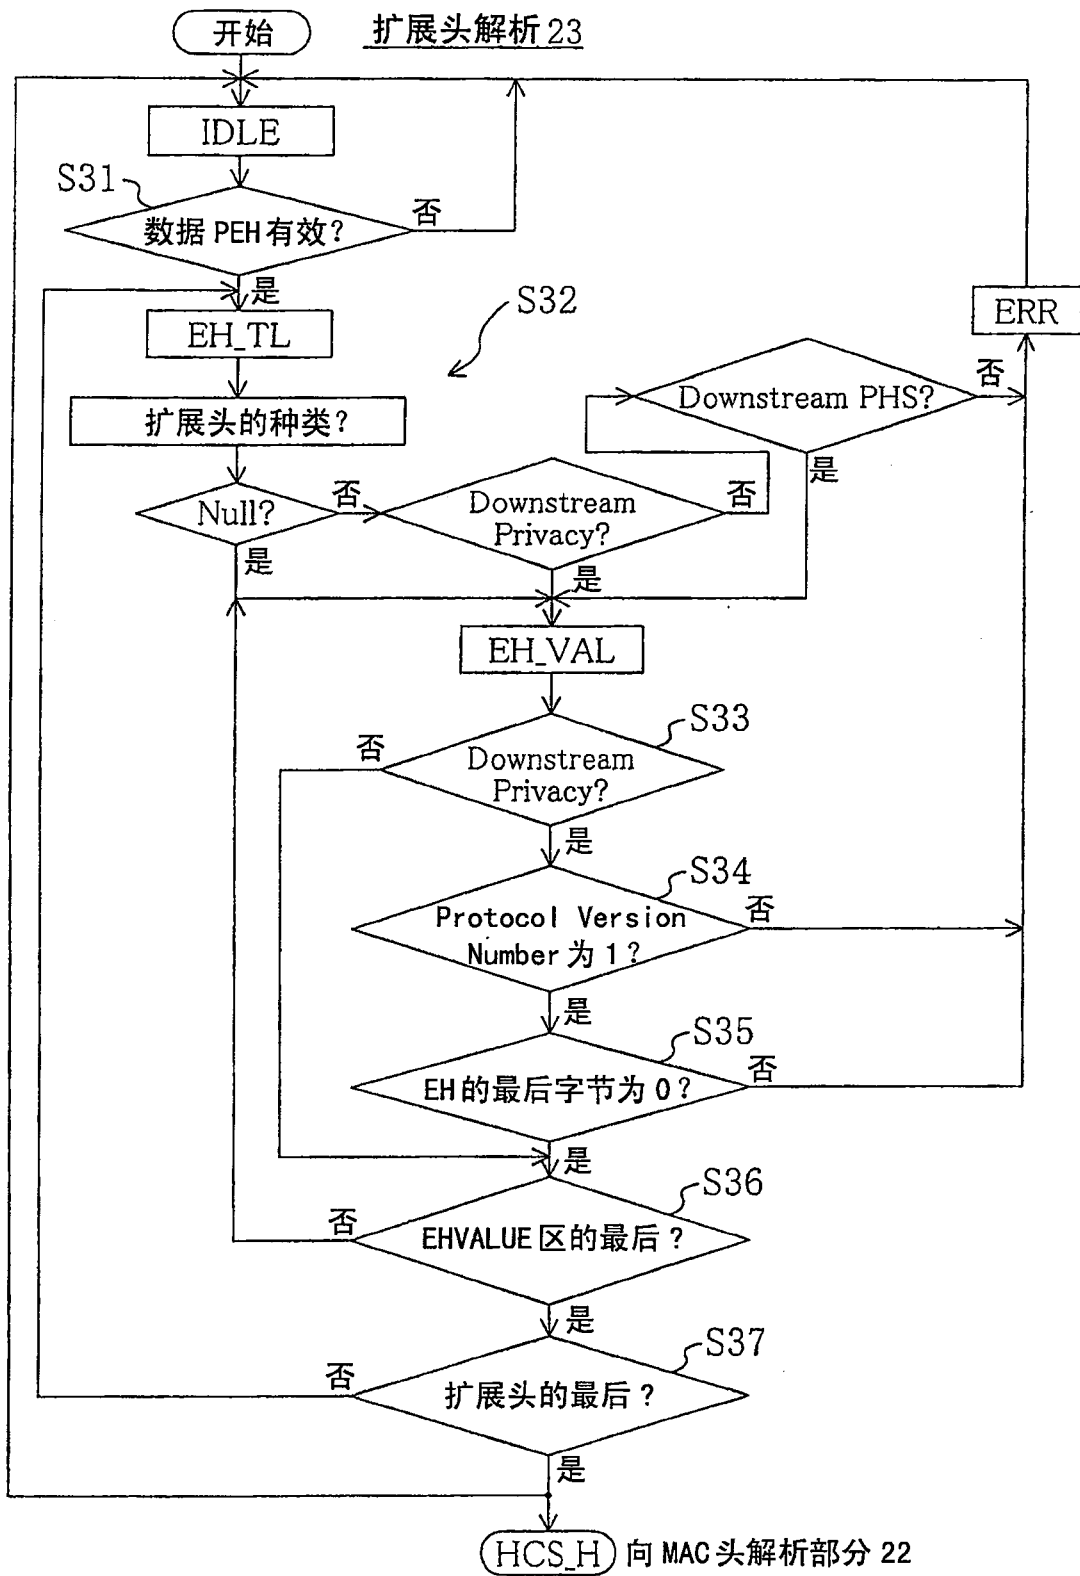 开始
扩展头解析 23
IDLE
S31
数据 PEH 有效?
否
是
EH_TL
S32
ERR
扩展头的种类?
Downstream PHS?
否
是
Null?
否
是
Downstream
Privacy?
否
是
EH_VAL
S33
Downstream
Privacy?
否
是
S34
Protocol Version
Number 为 1?
否
是
S35
EH 的最后字节为 0?
否
是
S36
EHVALUE 区的最后?
否
是
S37
扩展头的最后?
否
是
HCS_H 向 MAC 头解析部分 22